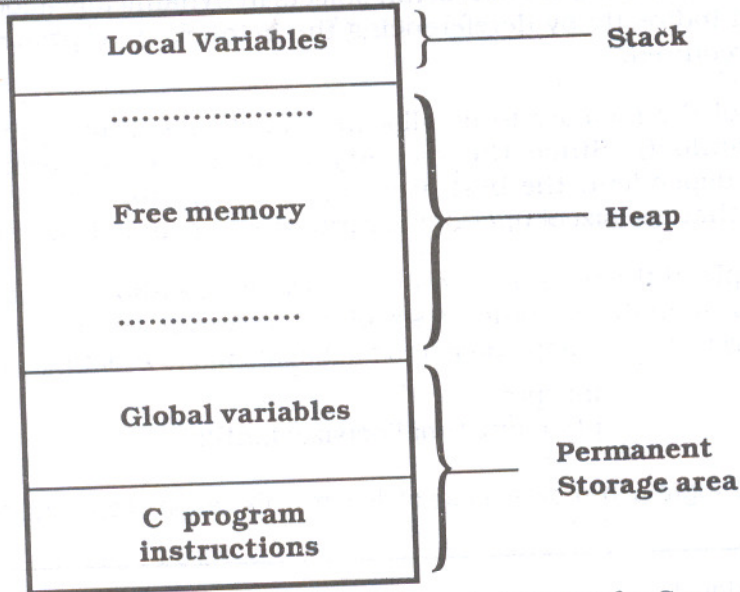 Local Variables
Stack
....................
Free memory
Heap
..................
Global variables
Permanent
Storage area
C program
instructions